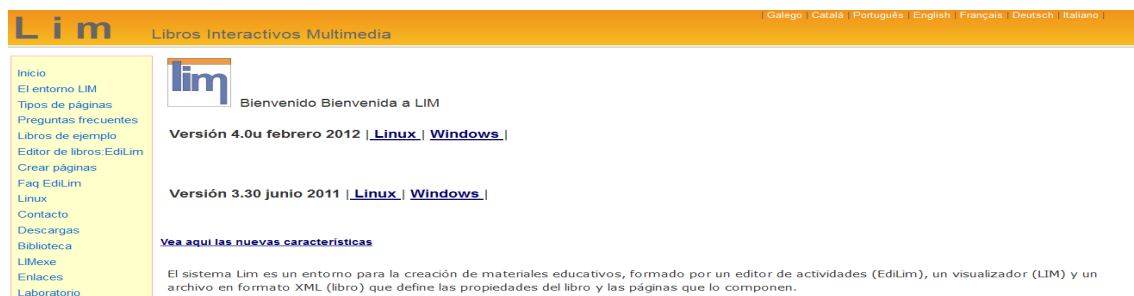 | Galego | Català | Português | English | Français | Deutsch | Italiano |
Lim Libros Interactivos Multimedia
Inicio
El entorno LIM
Tipos de páginas
Preguntas frecuentes
Libros de ejemplo
Editor de libros:EdiLim
Crear páginas
Faq EdiLim
Linux
Contacto
Descargas
Biblioteca
LIMexe
Enlaces
Laboratorio
lim
Bienvenido Bienvenida a LIM
Versión 4.0u febrero 2012 | Linux | Windows |
Versión 3.30 junio 2011 | Linux | Windows |
Vea aqui las nuevas características
El sistema Lim es un entorno para la creación de materiales educativos, formado por un editor de actividades (EdiLim), un visualizador (LIM) y un
archivo en formato XML (libro) que define las propiedades del libro y las páginas que lo componen.